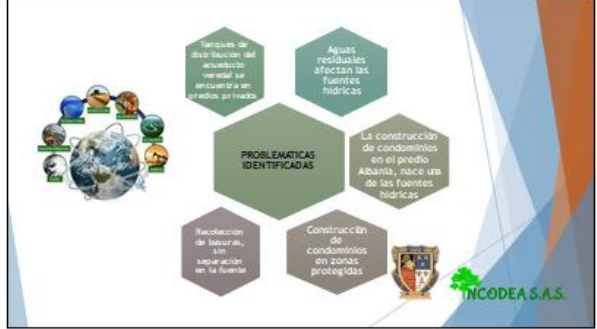 Tanques de
distribución del
acueducto
veredal se
encuentra en
predios privados
Aguas
residuales
afectan las
fuentes
hídricas
PROBLEMATICAS
IDENTIFICADAS
La construcción
de condominios
en el predio
Albania, nace una
de las fuentes
hídricas
Recolección
de basuras,
sin
separación
en la fuente
Construcción
de
condominios
en zonas
protegidas
NCODEA S.A.S.